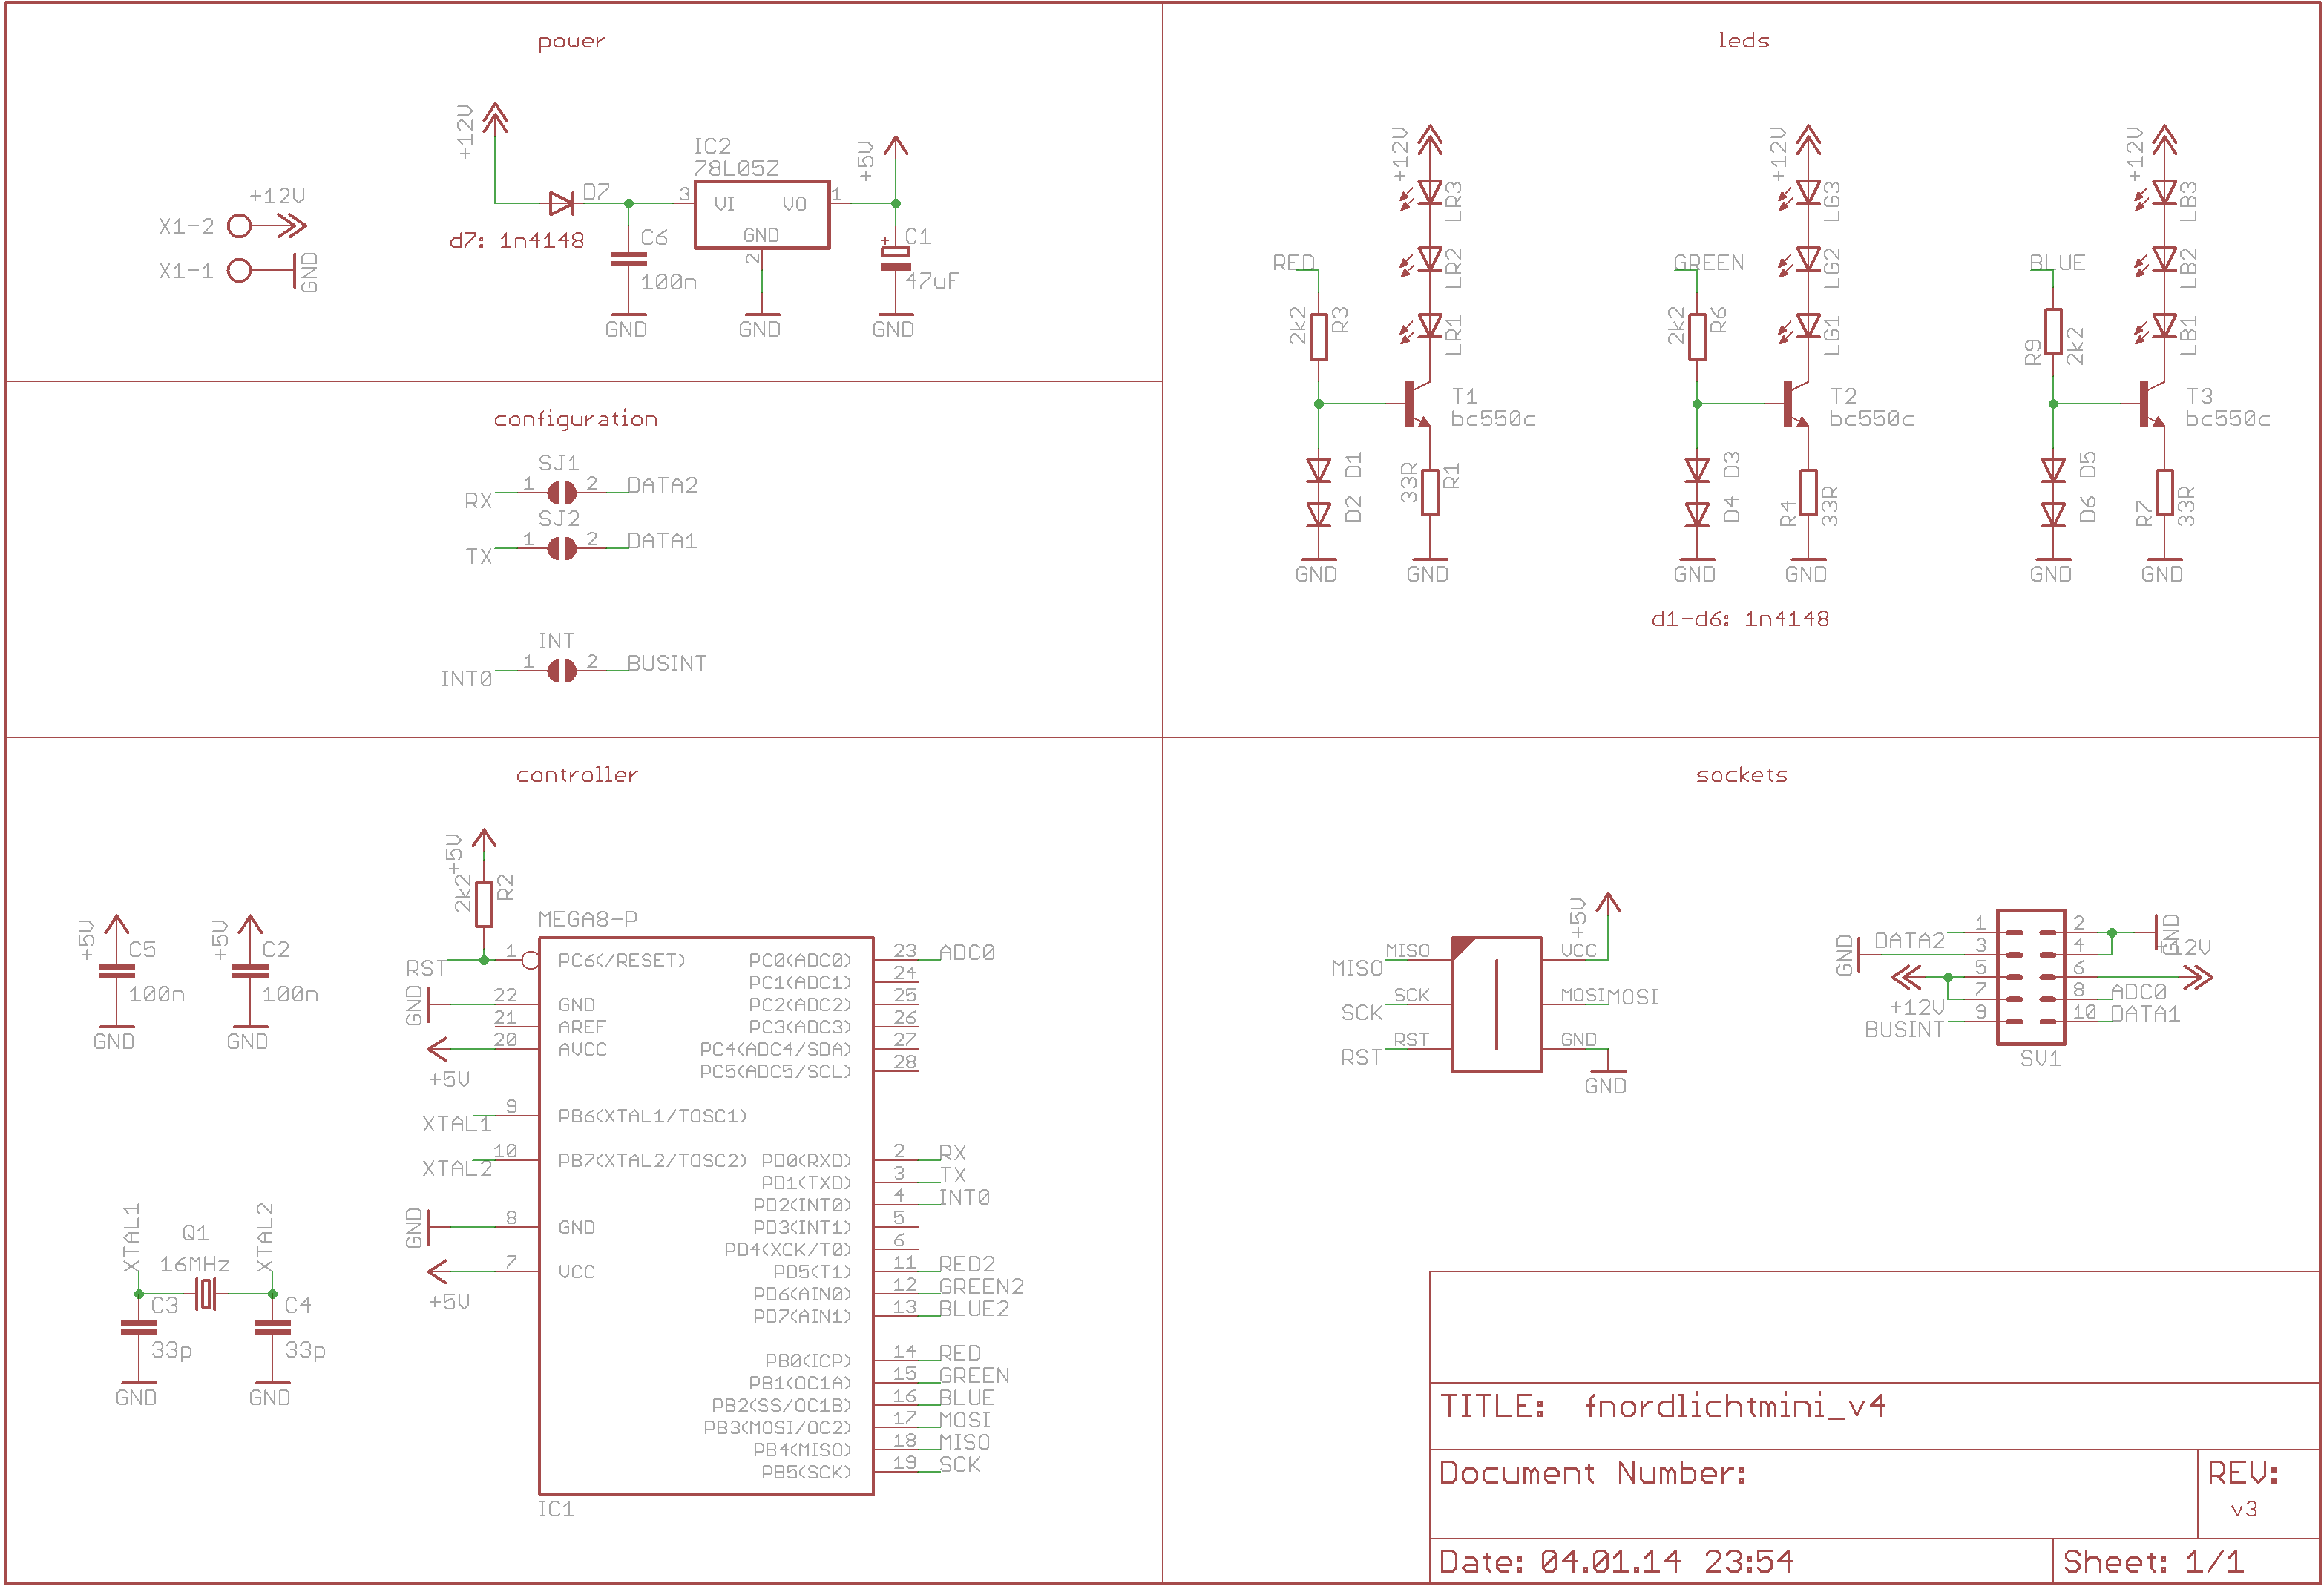 power
+12V
X1-2
X1-1
GND
+12V
D7
d7: 1n4148
C6
100n
GND
IC2
78L05Z
3
VI
VO
1
GND
2
GND
+5V
C1
+
47uF
GND
configuration
SJ1
RX
1
2
DATA2
SJ2
TX
1
2
DATA1
INT
INT0
1
2
BUSINT
leds
RED
2k2
R3
D1
D2
GND
+12V
LR3
LR2
LR1
T1
bc550c
33R
R1
GND
GREEN
2k2
R6
D3
D4
GND
+12V
LG3
LG2
LG1
T2
bc550c
R4
33R
GND
BLUE
R9
2k2
D5
D6
GND
+12V
LB3
LB2
LB1
T3
bc550c
R7
33R
GND
d1-d6: 1n4148
controller
+5V
C5
100n
GND
+5V
C2
100n
GND
XTAL1
XTAL2
Q1
16MHz
C3
33p
GND
C4
33p
GND
+5V
2k2
R2
MEGA8-P
RST
1
PC6(/RESET)
GND
22
GND
21
AREF
20
AVCC
+5V
XTAL1
9
PB6(XTAL1/TOSC1)
XTAL2
10
PB7(XTAL2/TOSC2)
GND
8
GND
7
VCC
+5V
PC0(ADC0)
23
ADC0
PC1(ADC1)
24
PC2(ADC2)
25
PC3(ADC3)
26
PC4(ADC4/SDA)
27
PC5(ADC5/SCL)
28
PD0(RXD)
2
RX
PD1(TXD)
3
TX
PD2(INT0)
4
INT0
PD3(INT1)
5
PD4(XCK/T0)
6
PD5(T1)
11
RED2
PD6(AIN0)
12
GREEN2
PD7(AIN1)
13
BLUE2
PB0(ICP)
14
RED
PB1(OC1A)
15
GREEN
PB2(SS/OC1B)
16
BLUE
PB3(MOSI/OC2)
17
MOSI
PB4(MISO)
18
MISO
PB5(SCK)
19
SCK
IC1
sockets
MISO
MISO
SCK
SCK
RST
RST
+5V
VCC
MOSI
MOSI
GND
GND
GND
DATA2
1
3
5
7
9
+12V
BUSINT
2
4
6
8
10
GND
+12V
ADC0
DATA1
SV1
TITLE: fnordlichtmini_v4
Document Number:
REV:
v3
Date: 04.01.14 23:54
Sheet: 1/1